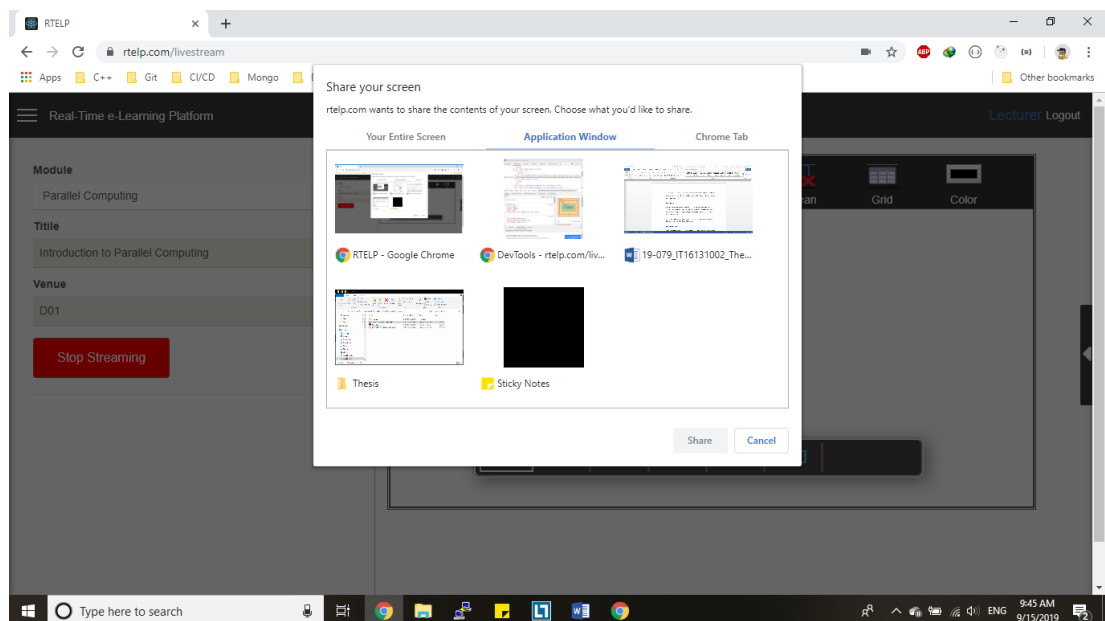 RTELP
rtelp.com/livestream
ABP
Apps C++ Git CI/CD Mongo Other bookmarks
Real-Time e-Learning Platform Lecturer Logout
Share your screen
rtelp.com wants to share the contents of your screen. Choose what you'd like to share.
Your Entire Screen Application Window Chrome Tab
RTELP - Google Chrome DevTools - rtelp.com/liv... 19-079_IT16131002_The...
Thesis Sticky Notes
Share Cancel
Module
Parallel Computing
Titile
Introduction to Parallel Computing
Venue
D01
Stop Streaming
Grid Color
Type here to search
ENG 9:45 AM
9/15/2019